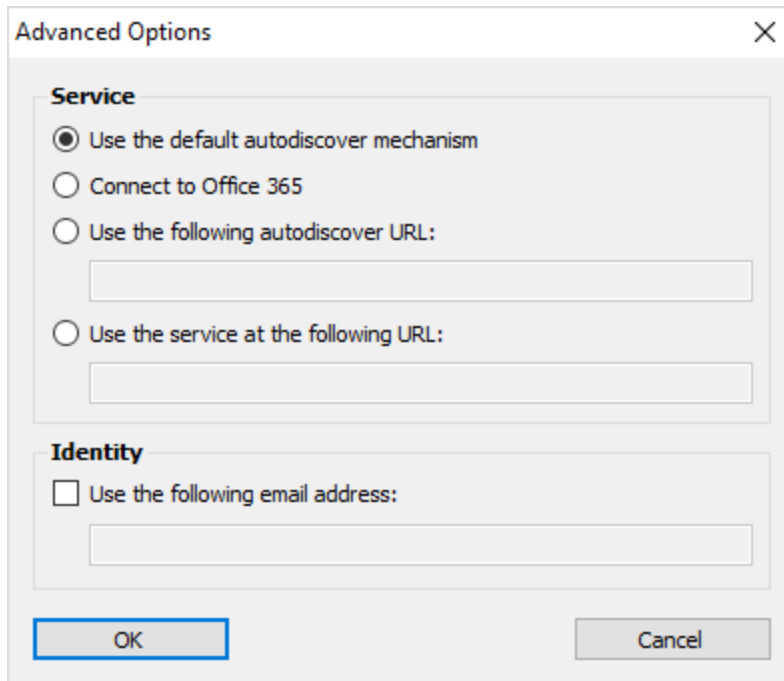 Advanced Options
Service
Use the default autodiscover mechanism
Connect to Office 365
Use the following autodiscover URL:
Use the service at the following URL:
Identity
Use the following email address:
OK
Cancel